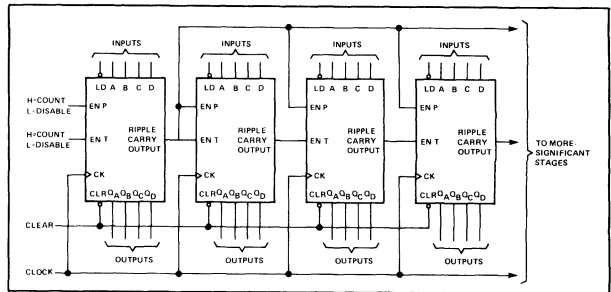 INPUTS INPUTS INPUTS INPUTS
LD A B C D LD A B C D LD A B C D LD A B C D
H-COUNT
L-DISABLE
EN P EN P EN P EN P
H-COUNT
L-DISABLE
EN T RIPPLE CARRY OUTPUT
EN T RIPPLE CARRY OUTPUT
EN T RIPPLE CARRY OUTPUT
EN T RIPPLE CARRY OUTPUT
TO MORE-
SIGNIFICANT
STAGES
CK CK CK CK
CLR QA QB QC QD CLR QA QB QC QD CLR QA QB QC QD CLR QA QB QC QD
CLEAR
OUTPUTS OUTPUTS OUTPUTS OUTPUTS
CLOCK